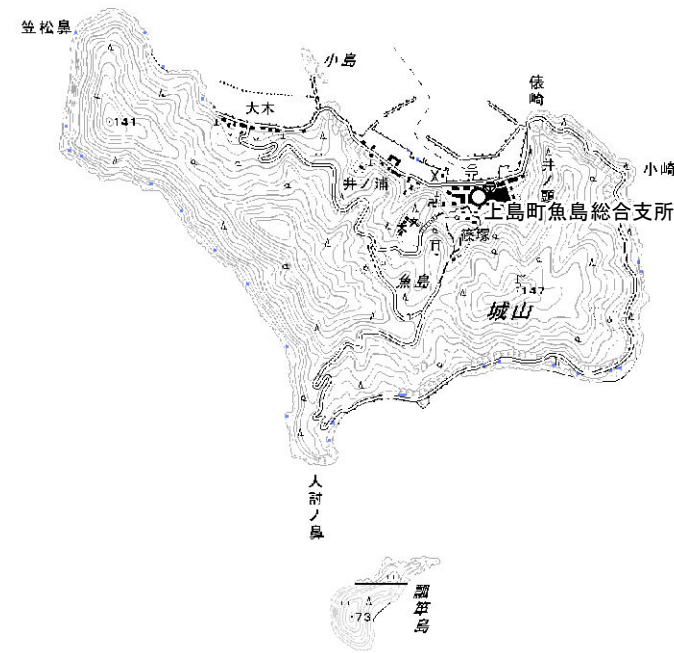 笠松鼻
小島
俵崎
大木
141
小崎
井ノ浦
井ノ頭
上島町魚島総合支所
篠塚
魚島
147
城山
人討ノ鼻
瓢箪島
73